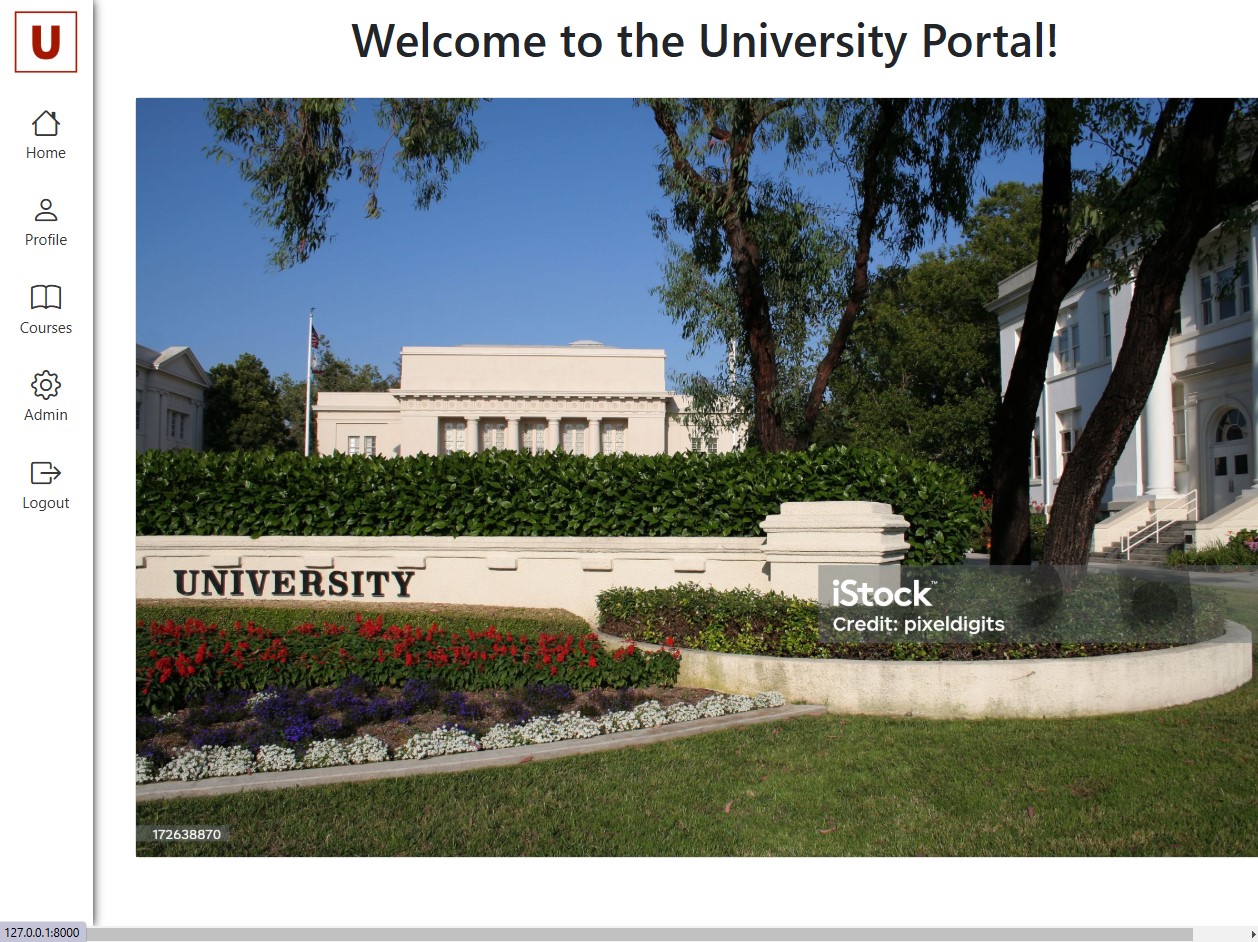 U
Welcome to the University Portal!
Home
Profile
Courses
Admin
Logout
UNIVERSITY
iStock™
Credit: pixeldigits
172638870
127.0.0.1:8000